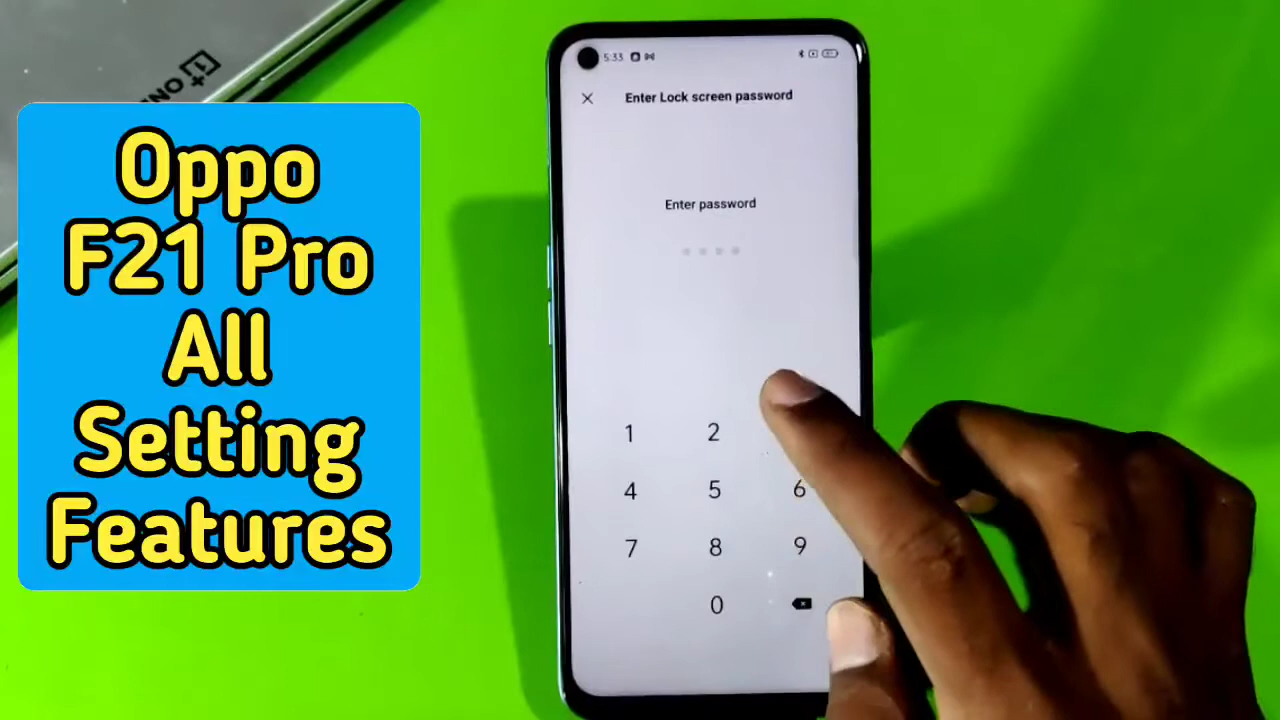 ONE
Oppo
F21 Pro
All
Setting
Features
5:33
Enter Lock screen password
Enter password
1 2
4 5 6
7 8 9
0